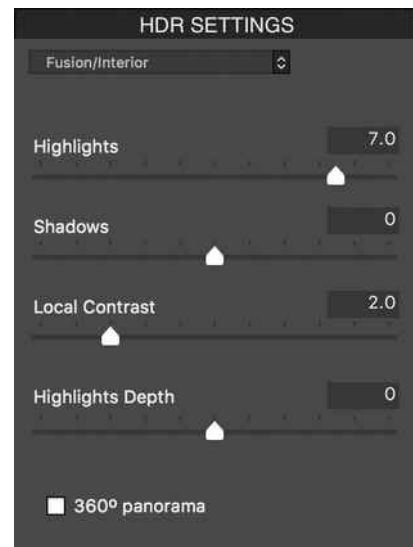 HDR SETTINGS
Fusion/Interior
Highlights 7.0
Shadows 0
Local Contrast 2.0
Highlights Depth 0
360º panorama